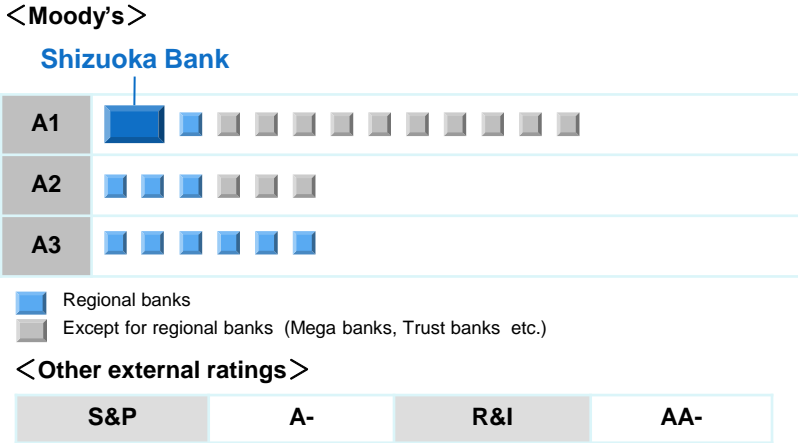 ＜Moody's＞
Shizuoka Bank
A1
A2
A3
Regional banks
Except for regional banks (Mega banks, Trust banks etc.)
＜Other external ratings＞
S&P A- R&I AA-